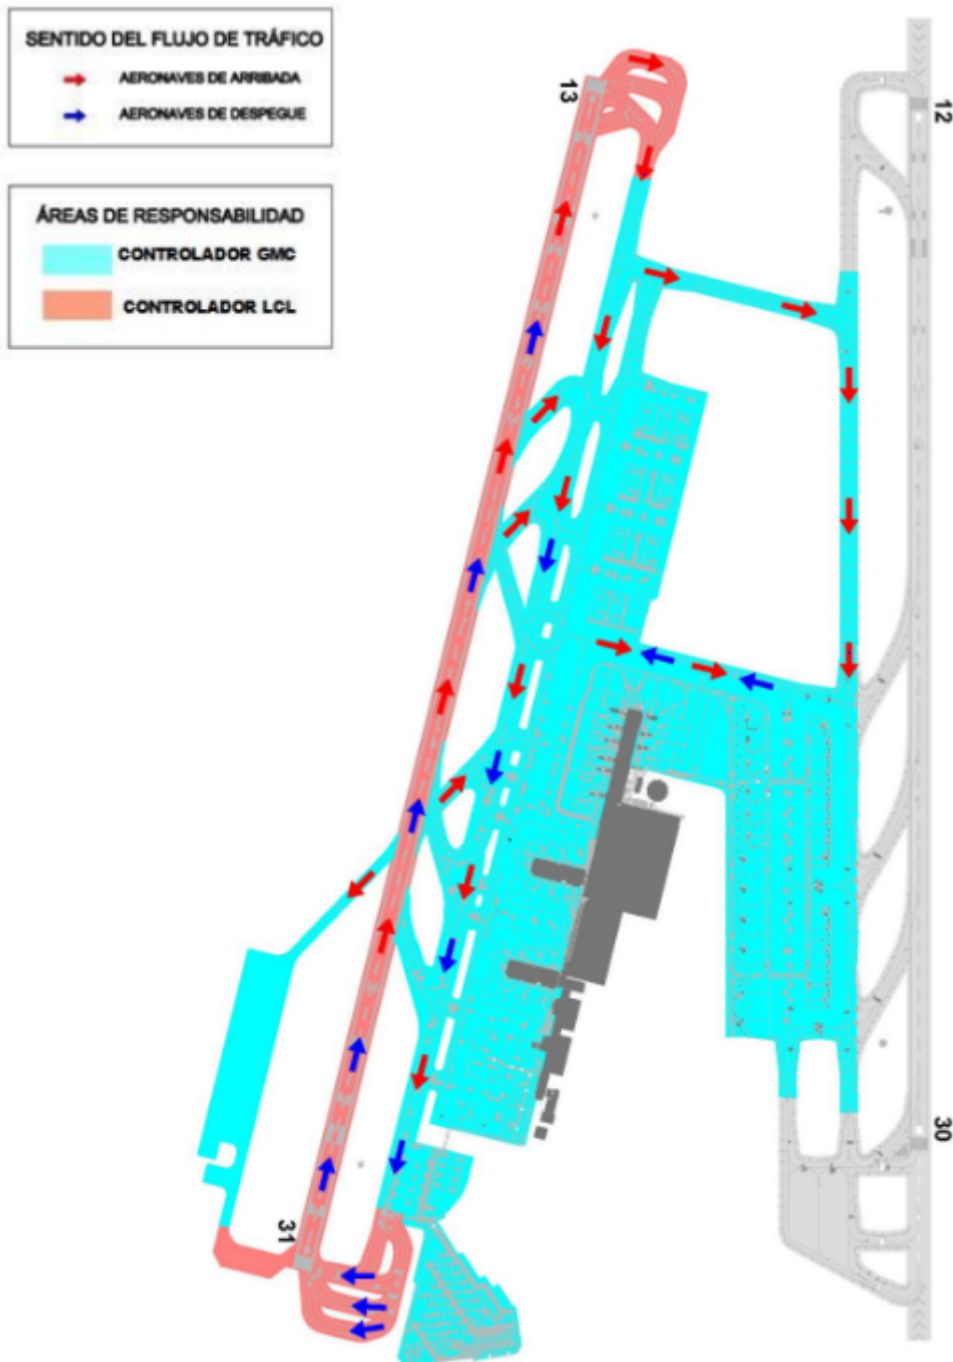 SENTIDO DEL FLUJO DE TRÁFICO
AERONAVES DE ARRIBADA
AERONAVES DE DESPEGUE
ÁREAS DE RESPONSABILIDAD
CONTROLADOR GMC
CONTROLADOR LCL
13
12
31
30